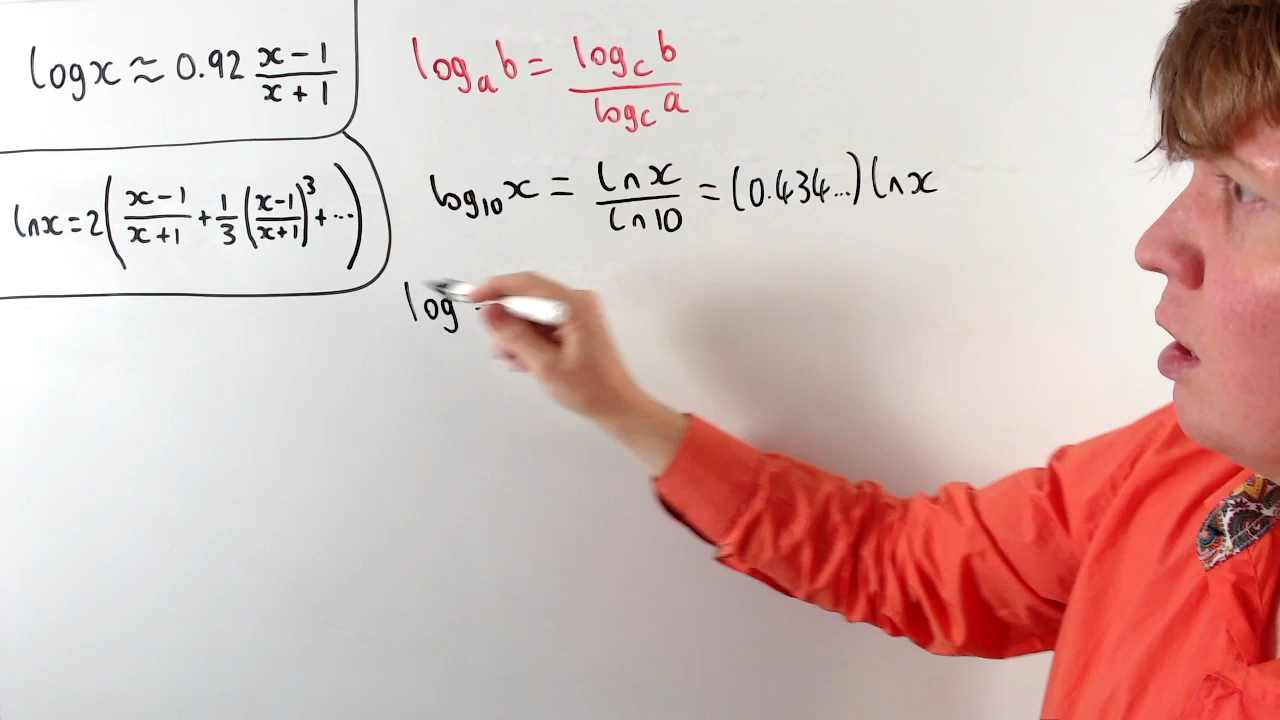 log x ≈ 0.92 (x − 1)/(x + 1)
ln x = 2((x − 1)/(x + 1) + 1/3 ((x − 1)/(x + 1))³ + ⋯)
logₐ b = log_c b / log_c a
log₁₀ x = ln x / ln 10 = (0.434...) ln x
log